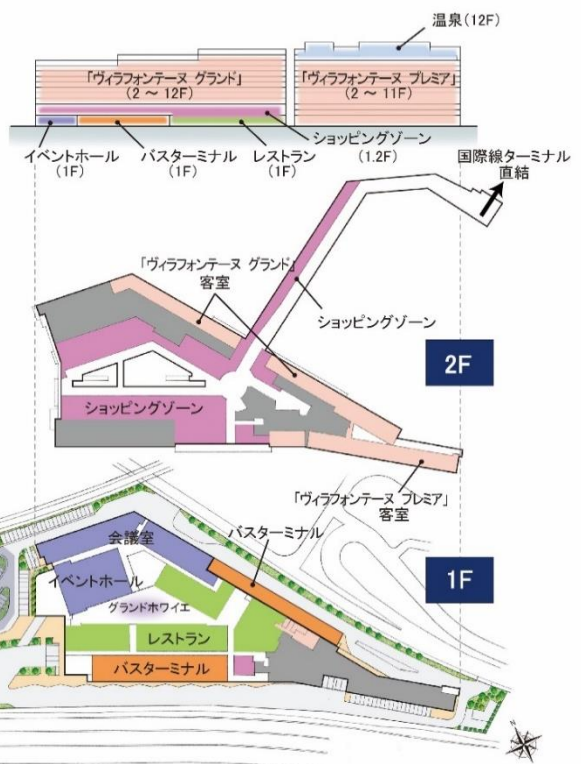 温泉(12F)
「ヴィラフォンテーヌ グランド」
(2 ～ 12F)
「ヴィラフォンテーヌ プレミア」
(2 ～ 11F)
イベントホール
(1F)
バスターミナル
(1F)
レストラン
(1F)
ショッピングゾーン
(1.2F)
国際線ターミナル
直結
「ヴィラフォンテーヌ グランド」
客室
ショッピングゾーン
2F
ショッピングゾーン
「ヴィラフォンテーヌ プレミア」
客室
バスターミナル
会議室
イベントホール
1F
グランドホワイエ
レストラン
バスターミナル